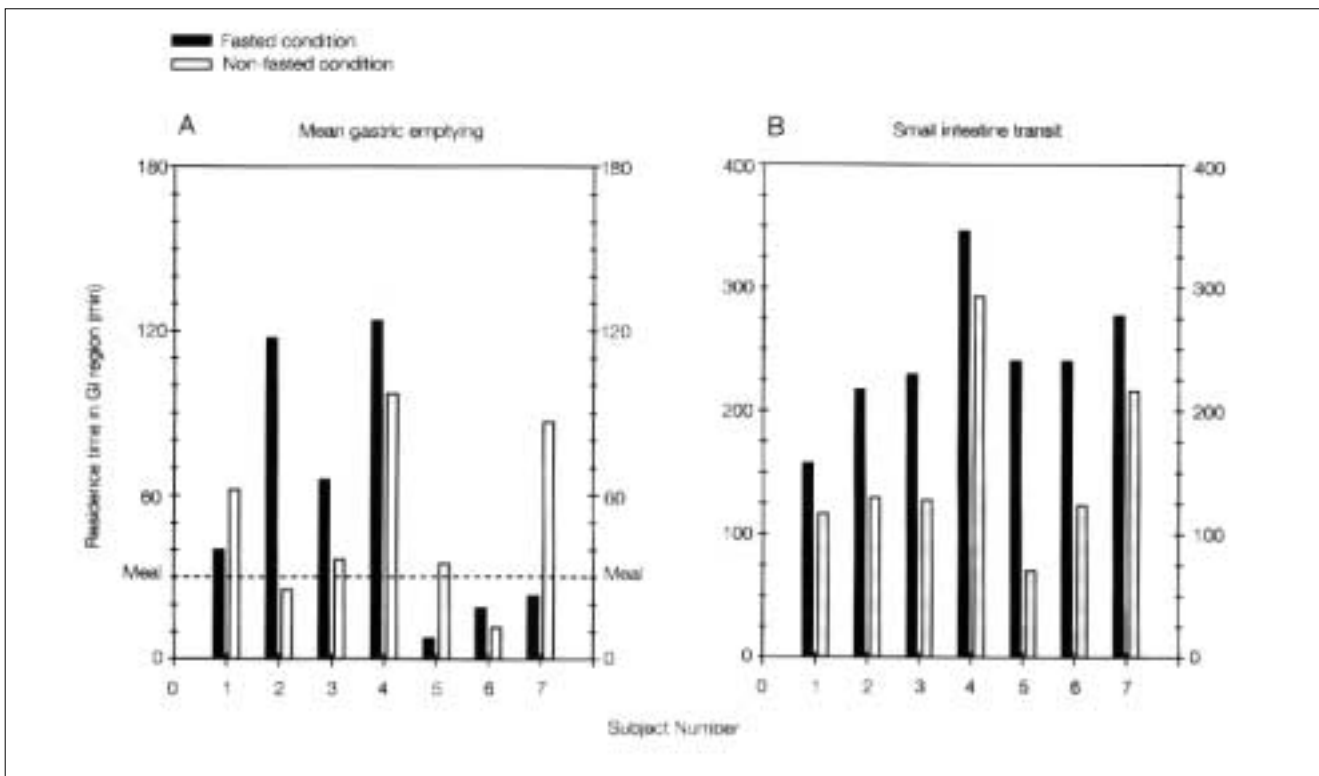 Fasted condition
Non-fasted condition
A
Mean gastric emptying
B
Small intestine transit
Residence time in GI region (min)
180
120
60
Meal
0
180
120
60
Meal
0
0 1 2 3 4 5 6 7
400
300
200
100
0
400
300
200
100
0
0 1 2 3 4 5 6 7
Subject Number